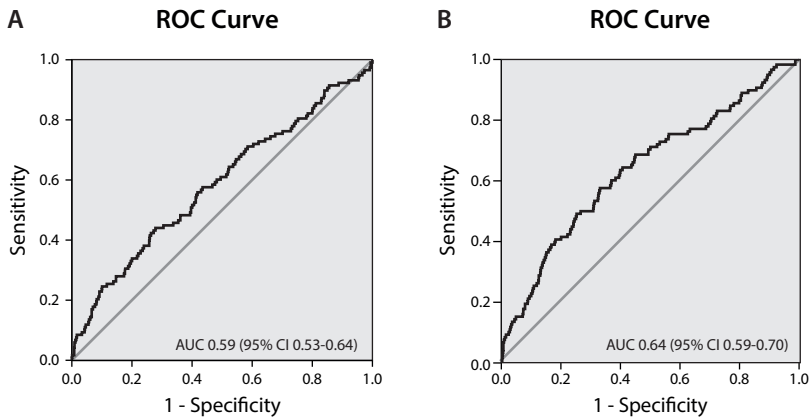 A
ROC Curve
1.0
0.8
0.6
0.4
0.2
0.0
Sensitivity
AUC 0.59 (95% CI 0.53-0.64)
0.0 0.2 0.4 0.6 0.8 1.0
1 - Specificity
B
ROC Curve
1.0
0.8
0.6
0.4
0.2
0.0
Sensitivity
AUC 0.64 (95% CI 0.59-0.70)
0.0 0.2 0.4 0.6 0.8 1.0
1 - Specificity